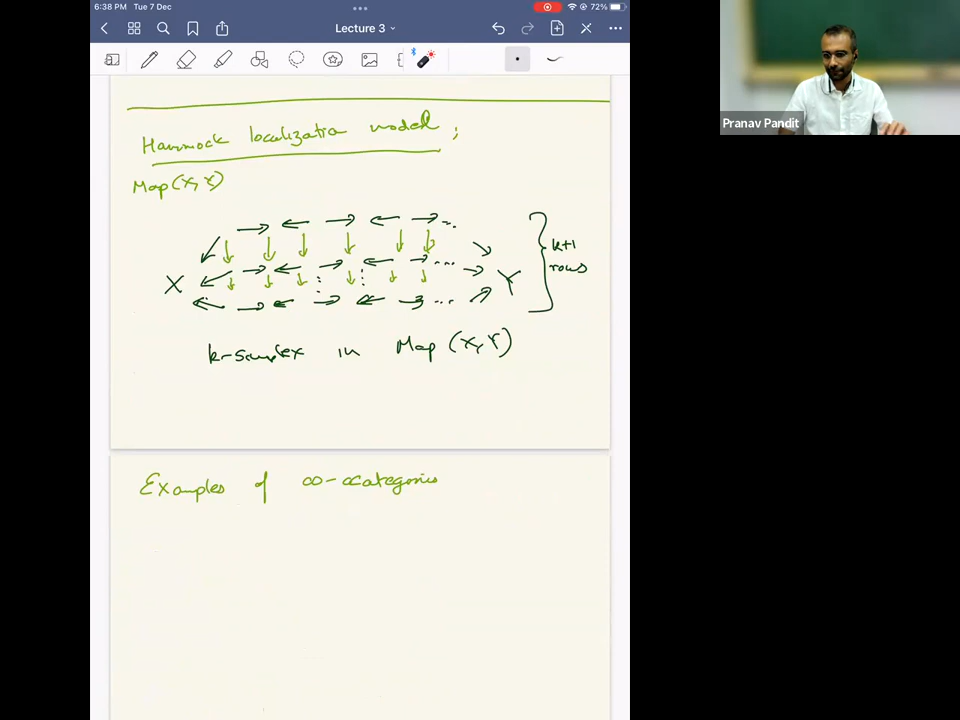 6:38 PM Tue 7 Dec
72%
Lecture 3
Pranav Pandit
Hammock localization model ;
Map(X,Y)
X
Y
k+1
rows
k-simplex in Map (X,Y)
Examples of ∞-categories